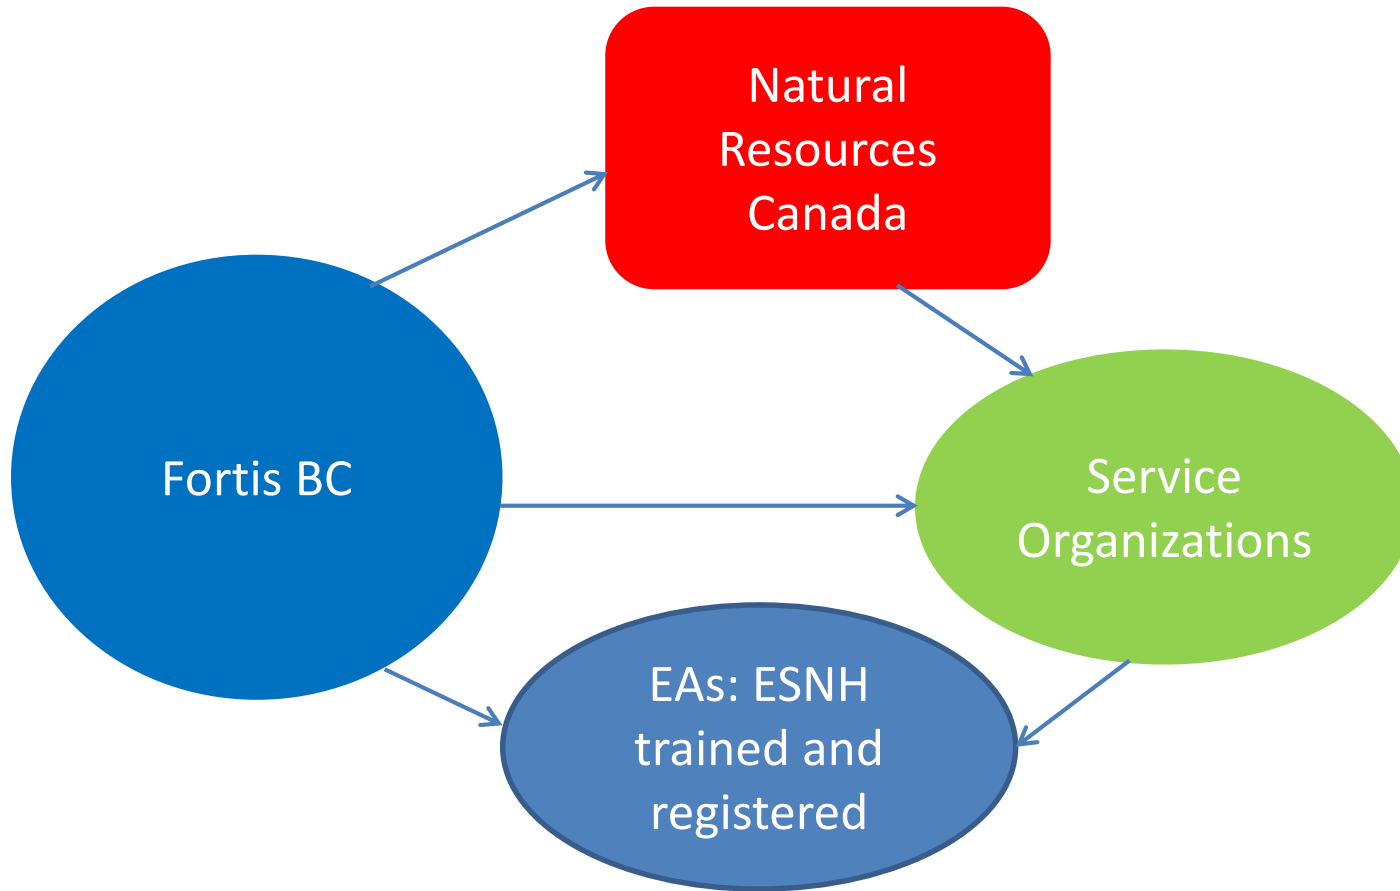 Natural
Resources
Canada
Fortis BC
Service
Organizations
EAs: ESNH
trained and
registered